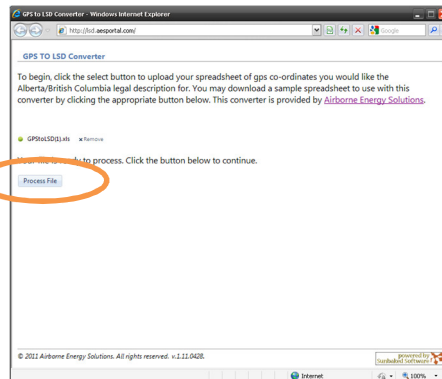 GPS to LSD Converter - Windows Internet Explorer
http://lsd.aesportal.com/
Google
GPS TO LSD Converter
To begin, click the select button to upload your spreadsheet of gps co-ordinates you would like the
Alberta/British Columbia legal description for. You may download a sample spreadsheet to use with this
converter by clicking the appropriate button below. This converter is provided by Airborne Energy Solutions.
GPStoLSD(1).xls x Remove
Your file is ready to process. Click the button below to continue.
Process File
© 2011 Airborne Energy Solutions. All rights reserved. v.1.11.0428.
powered by
Sunbaked Software
Internet
100%